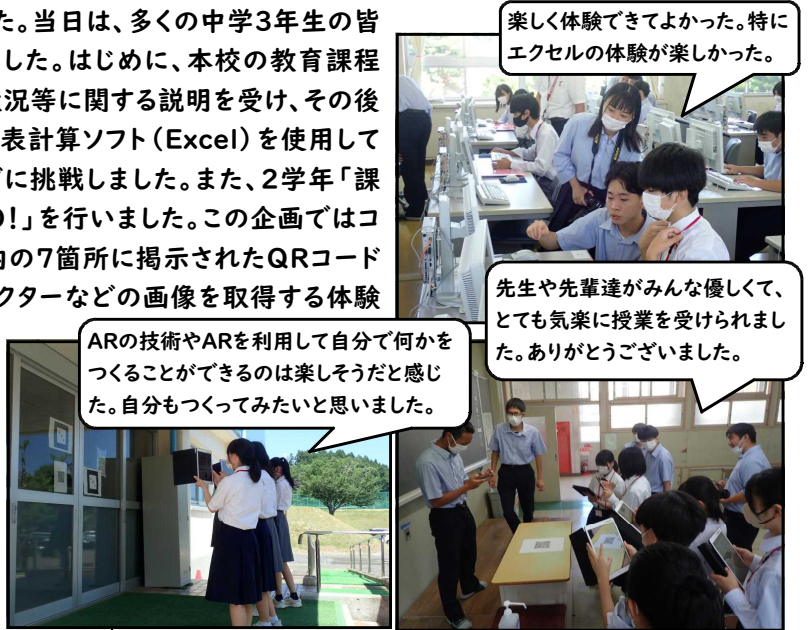 た。当日は、多くの中学3年生の皆
した。はじめに、本校の教育課程
況等に関する説明を受け、その後
表計算ソフト（Excel）を使用して
に挑戦しました。また、2学年「課
！」を行いました。この企画ではコ
の7箇所に掲示されたQRコード
クターなどの画像を取得する体験
楽しく体験できてよかった。特に
エクセルの体験が楽しかった。
先生や先輩達がみんな優しくて、
とても気楽に授業を受けられまし
た。ありがとうございました。
ARの技術やARを利用して自分で何かを
つくることができるのは楽しそうだと感じ
た。自分もつくってみたいと思いました。